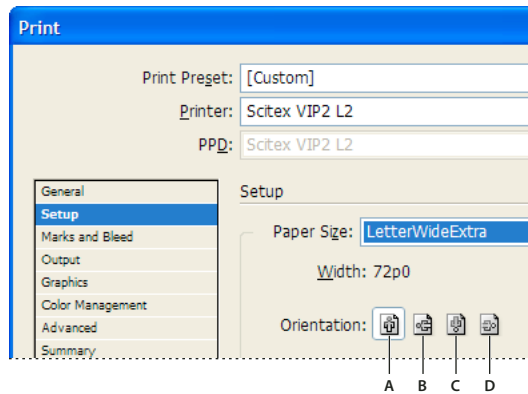 Print
Print Preset: [Custom]
Printer: Scitex VIP2 L2
PPD: Scitex VIP2 L2
General
Setup
Marks and Bleed
Output
Graphics
Color Management
Advanced
Summary
Setup
Paper Size: LetterWideExtra
Width: 72p0
Orientation:
A B C D